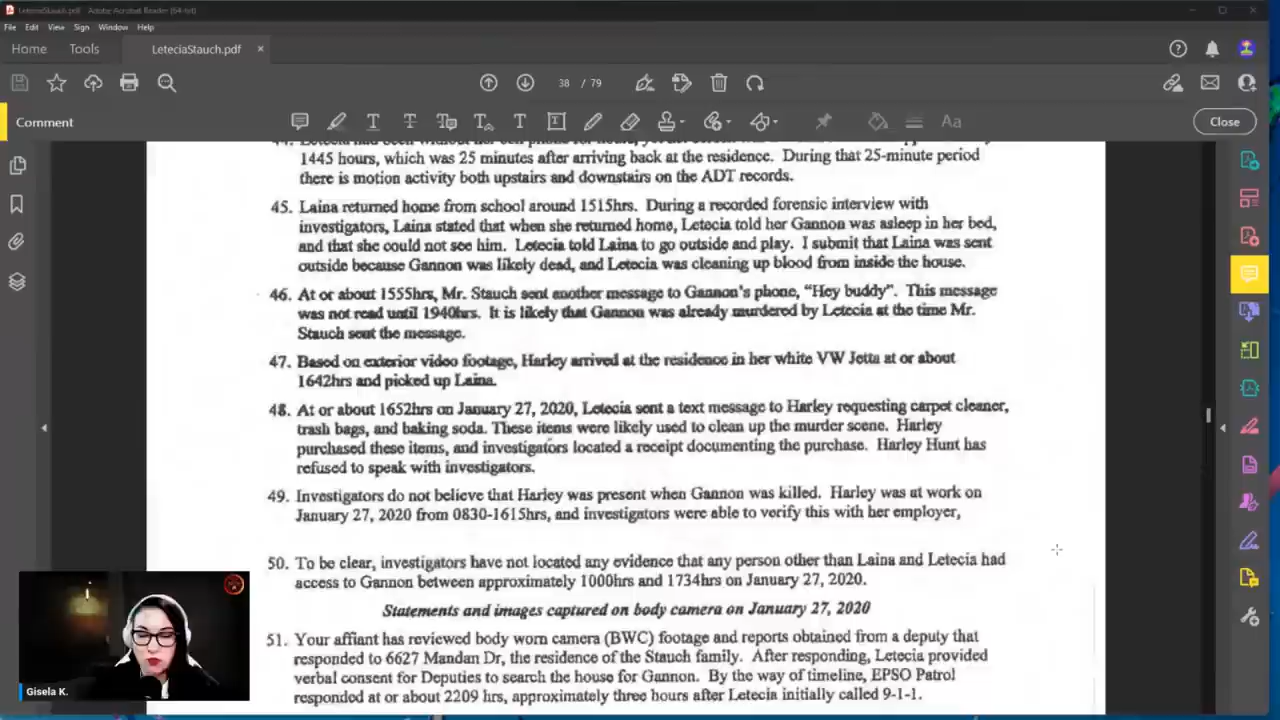 LeteciaStauch.pdf - Adobe Acrobat Reader (64-bit)
File Edit View Sign Window Help
Home Tools LeteciaStauch.pdf ×
38 / 79
Comment
Close
1445 hours, which was 25 minutes after arriving back at the residence. During that 25-minute period
there is motion activity both upstairs and downstairs on the ADT records.
45. Laina returned home from school around 1515hrs. During a recorded forensic interview with
investigators, Laina stated that when she returned home, Letecia told her Gannon was asleep in her bed,
and that she could not see him. Letecia told Laina to go outside and play. I submit that Laina was sent
outside because Gannon was likely dead, and Letecia was cleaning up blood from inside the house.
46. At or about 1555hrs, Mr. Stauch sent another message to Gannon's phone, "Hey buddy". This message
was not read until 1940hrs. It is likely that Gannon was already murdered by Letecia at the time Mr.
Stauch sent the message.
47. Based on exterior video footage, Harley arrived at the residence in her white VW Jetta at or about
1642hrs and picked up Laina.
48. At or about 1652hrs on January 27, 2020, Letecia sent a text message to Harley requesting carpet cleaner,
trash bags, and baking soda. These items were likely used to clean up the murder scene. Harley
purchased these items, and investigators located a receipt documenting the purchase. Harley Hunt has
refused to speak with investigators.
49. Investigators do not believe that Harley was present when Gannon was killed. Harley was at work on
January 27, 2020 from 0830-1615hrs, and investigators were able to verify this with her employer,
50. To be clear, investigators have not located any evidence that any person other than Laina and Letecia had
access to Gannon between approximately 1000hrs and 1734hrs on January 27, 2020.
Statements and images captured on body camera on January 27, 2020
51. Your affiant has reviewed body worn camera (BWC) footage and reports obtained from a deputy that
responded to 6627 Mandan Dr, the residence of the Stauch family. After responding, Letecia provided
verbal consent for Deputies to search the house for Gannon. By the way of timeline, EPSO Patrol
responded at or about 2209 hrs, approximately three hours after Letecia initially called 9-1-1.
Gisela K.